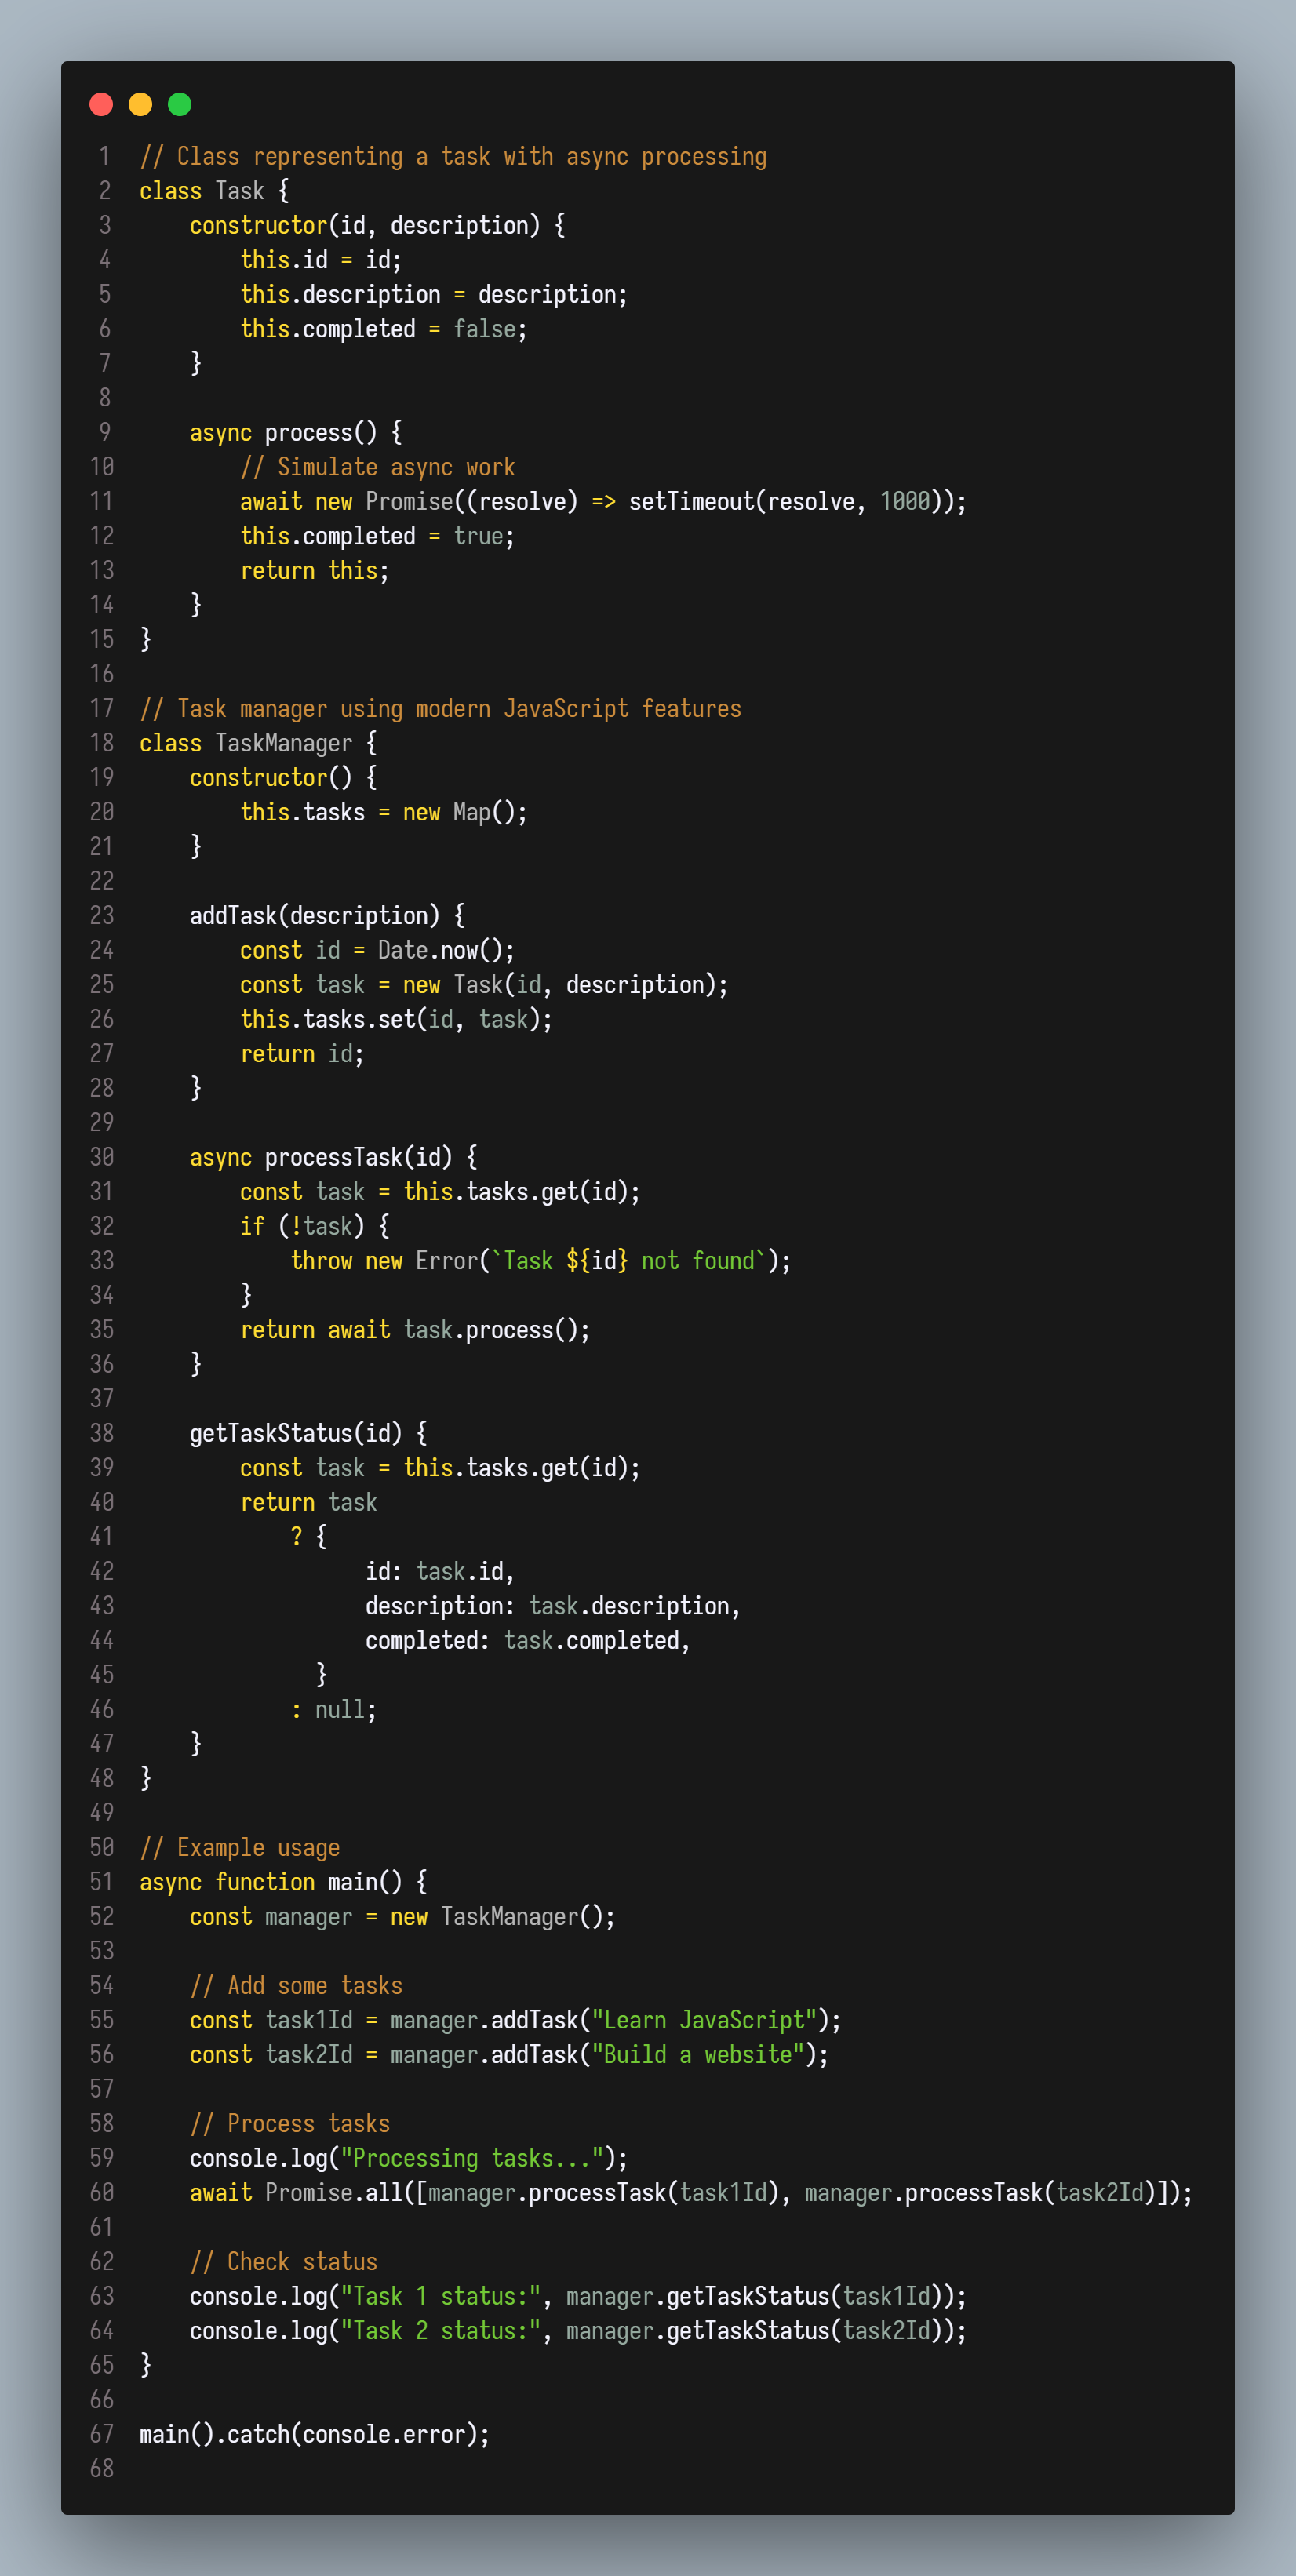 1 // Class representing a task with async processing
2 class Task {
3     constructor(id, description) {
4         this.id = id;
5         this.description = description;
6         this.completed = false;
7     }
8
9     async process() {
10         // Simulate async work
11         await new Promise((resolve) => setTimeout(resolve, 1000));
12         this.completed = true;
13         return this;
14     }
15 }
16
17 // Task manager using modern JavaScript features
18 class TaskManager {
19     constructor() {
20         this.tasks = new Map();
21     }
22
23     addTask(description) {
24         const id = Date.now();
25         const task = new Task(id, description);
26         this.tasks.set(id, task);
27         return id;
28     }
29
30     async processTask(id) {
31         const task = this.tasks.get(id);
32         if (!task) {
33             throw new Error(`Task ${id} not found`);
34         }
35         return await task.process();
36     }
37
38     getTaskStatus(id) {
39         const task = this.tasks.get(id);
40         return task
41             ? {
42                   id: task.id,
43                   description: task.description,
44                   completed: task.completed,
45               }
46             : null;
47     }
48 }
49
50 // Example usage
51 async function main() {
52     const manager = new TaskManager();
53
54     // Add some tasks
55     const task1Id = manager.addTask("Learn JavaScript");
56     const task2Id = manager.addTask("Build a website");
57
58     // Process tasks
59     console.log("Processing tasks...");
60     await Promise.all([manager.processTask(task1Id), manager.processTask(task2Id)]);
61
62     // Check status
63     console.log("Task 1 status:", manager.getTaskStatus(task1Id));
64     console.log("Task 2 status:", manager.getTaskStatus(task2Id));
65 }
66
67 main().catch(console.error);
68